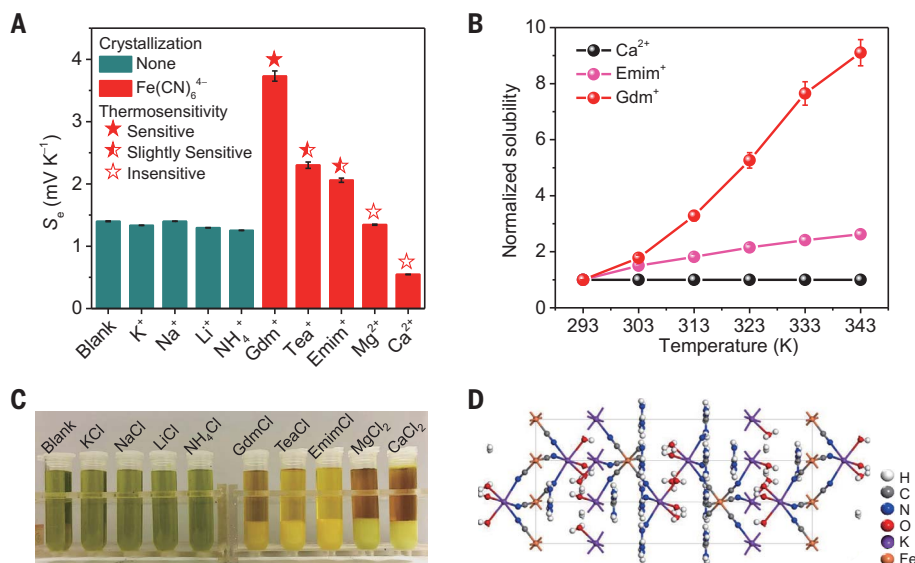 A
Crystallization
None
Fe(CN)₆⁴⁻
Thermosensitivity
Sensitive
Slightly Sensitive
Insensitive
Sₑ (mV K⁻¹)
4
3
2
1
0
Blank
K⁺
Na⁺
Li⁺
NH₄⁺
Gdm⁺
Tea⁺
Emim⁺
Mg²⁺
Ca²⁺
B
Ca²⁺
Emim⁺
Gdm⁺
Normalized solubility
10
8
6
4
2
0
293 303 313 323 333 343
Temperature (K)
C
Blank
KCl
NaCl
LiCl
NH₄Cl
GdmCl
TeaCl
EmimCl
MgCl₂
CaCl₂
D
H
C
N
O
K
Fe